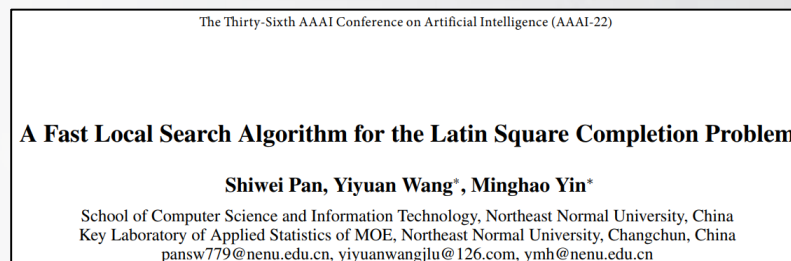 The Thirty-Sixth AAAI Conference on Artificial Intelligence (AAAI-22)
A Fast Local Search Algorithm for the Latin Square Completion Problem
Shiwei Pan, Yiyuan Wang*, Minghao Yin*
School of Computer Science and Information Technology, Northeast Normal University, China
Key Laboratory of Applied Statistics of MOE, Northeast Normal University, Changchun, China
pansw779@nenu.edu.cn, yiyuanwangjlu@126.com, ymh@nenu.edu.cn